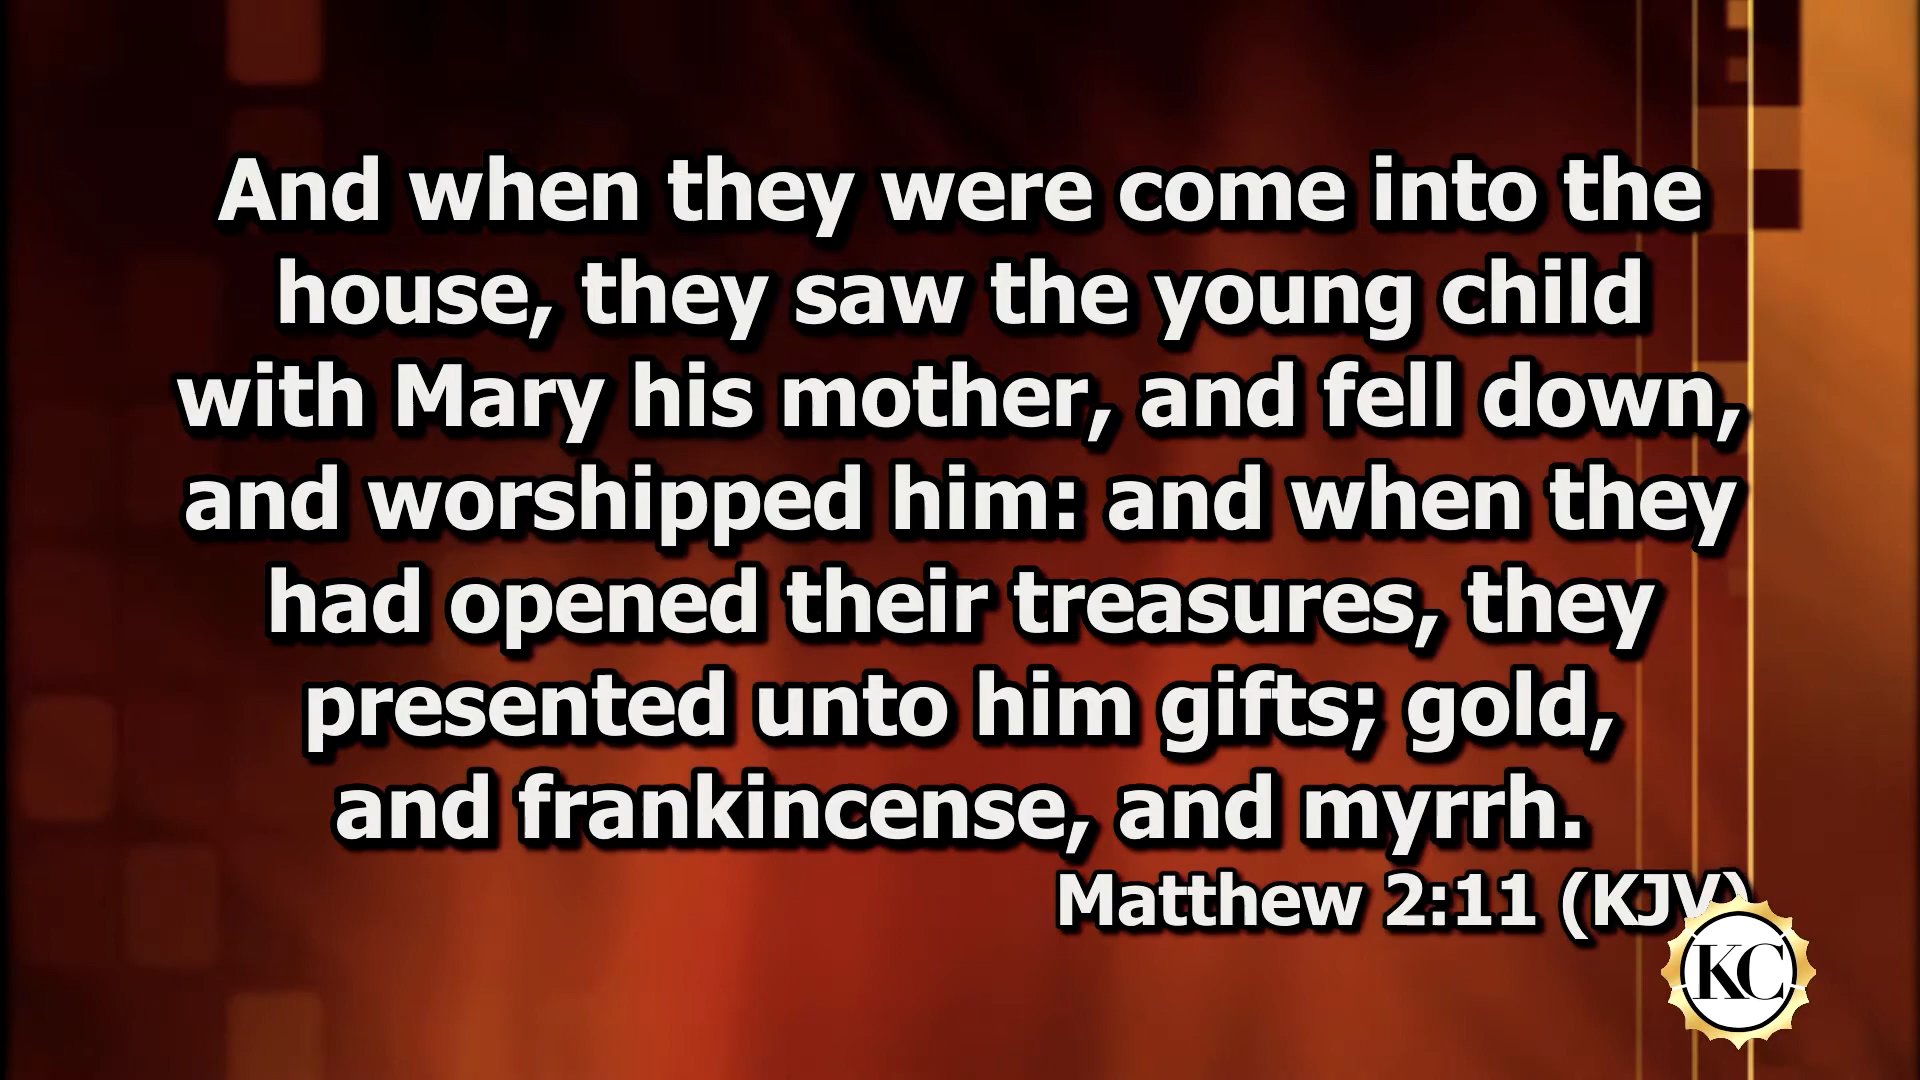 And when they were come into the
house, they saw the young child
with Mary his mother, and fell down,
and worshipped him: and when they
had opened their treasures, they
presented unto him gifts; gold,
and frankincense, and myrrh.
Matthew 2:11 (KJV)
KC